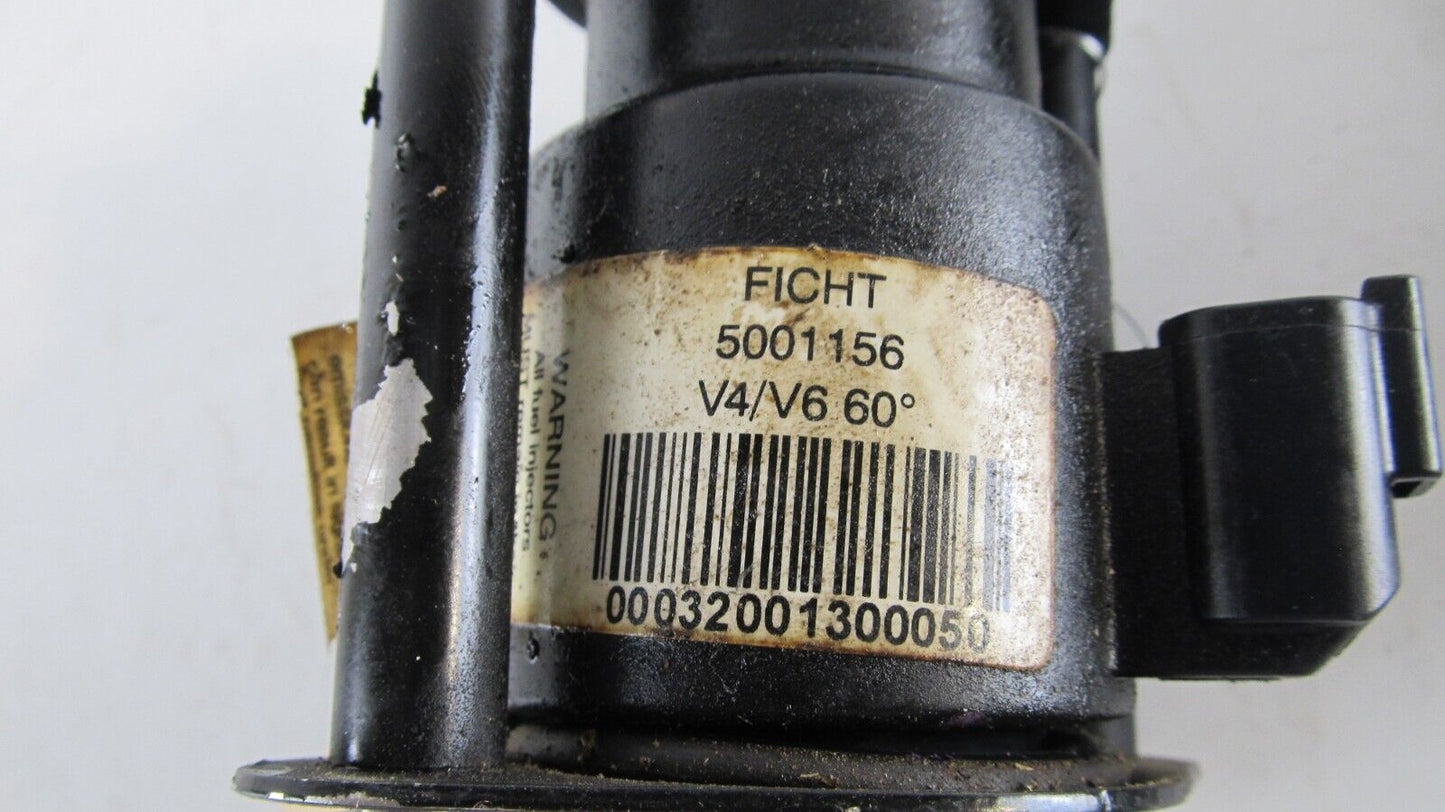 FICHT
5001156
V4/V6 60°
00032001300050
WARNING:
All fuel injectors